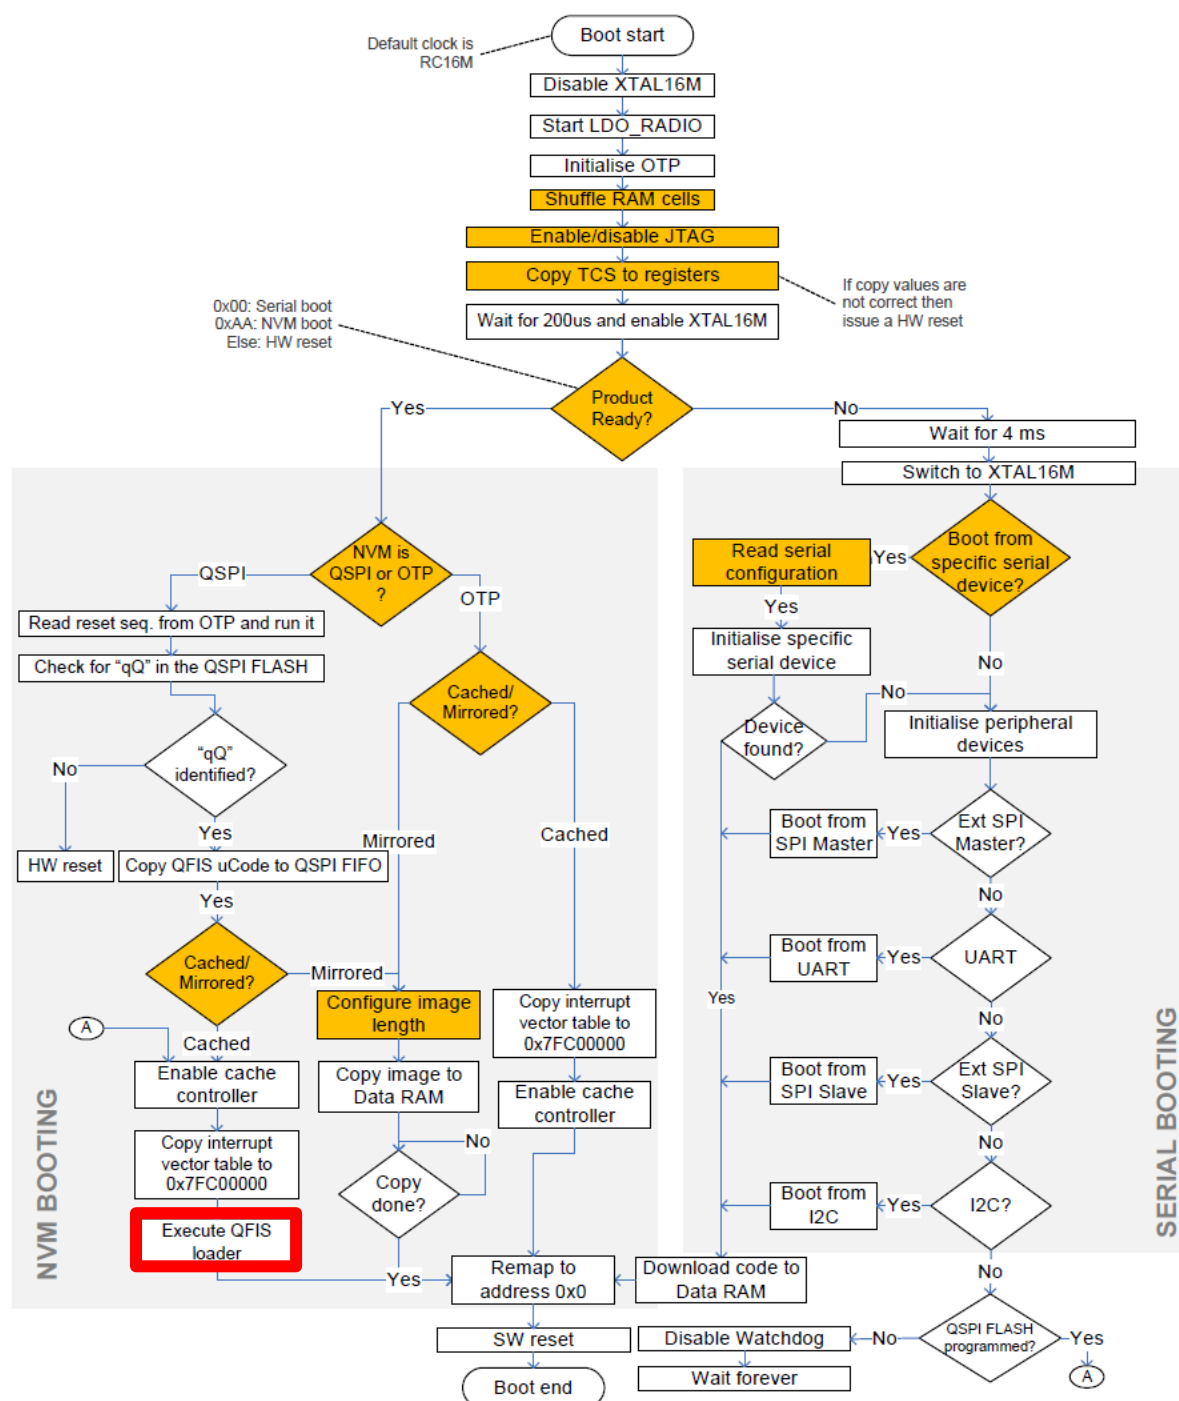 Boot start
Default clock is
RC16M
Disable XTAL16M
Start LDO_RADIO
Initialise OTP
Shuffle RAM cells
Enable/disable JTAG
Copy TCS to registers
If copy values are
not correct then
issue a HW reset
0x00: Serial boot
0xAA: NVM boot
Else: HW reset
Wait for 200us and enable XTAL16M
Product
Ready?
Yes
No
Wait for 4 ms
Switch to XTAL16M
NVM is
QSPI or OTP
?
QSPI
OTP
Read reset seq. from OTP and run it
Check for “qQ” in the QSPI FLASH
“qQ”
identified?
No
HW reset
Yes
Copy QFIS uCode to QSPI FIFO
Yes
Cached/
Mirrored?
Mirrored
Cached
A
Enable cache
controller
Copy interrupt
vector table to
0x7FC00000
Execute QFIS
loader
Cached/
Mirrored?
Mirrored
Cached
Configure image
length
Copy image to
Data RAM
No
Copy
done?
Yes
Copy interrupt
vector table to
0x7FC00000
Enable cache
controller
NVM BOOTING
Boot from
specific serial
device?
Yes
Read serial
configuration
Yes
Initialise specific
serial device
No
Device
found?
No
Yes
Initialise peripheral
devices
Ext SPI
Master?
Yes
Boot from
SPI Master
No
UART
Yes
Boot from
UART
No
Ext SPI
Slave?
Yes
Boot from
SPI Slave
No
I2C?
Yes
Boot from
I2C
No
SERIAL BOOTING
Download code to
Data RAM
Remap to
address 0x0
SW reset
Boot end
QSPI FLASH
programmed?
No
Disable Watchdog
Wait forever
Yes
A